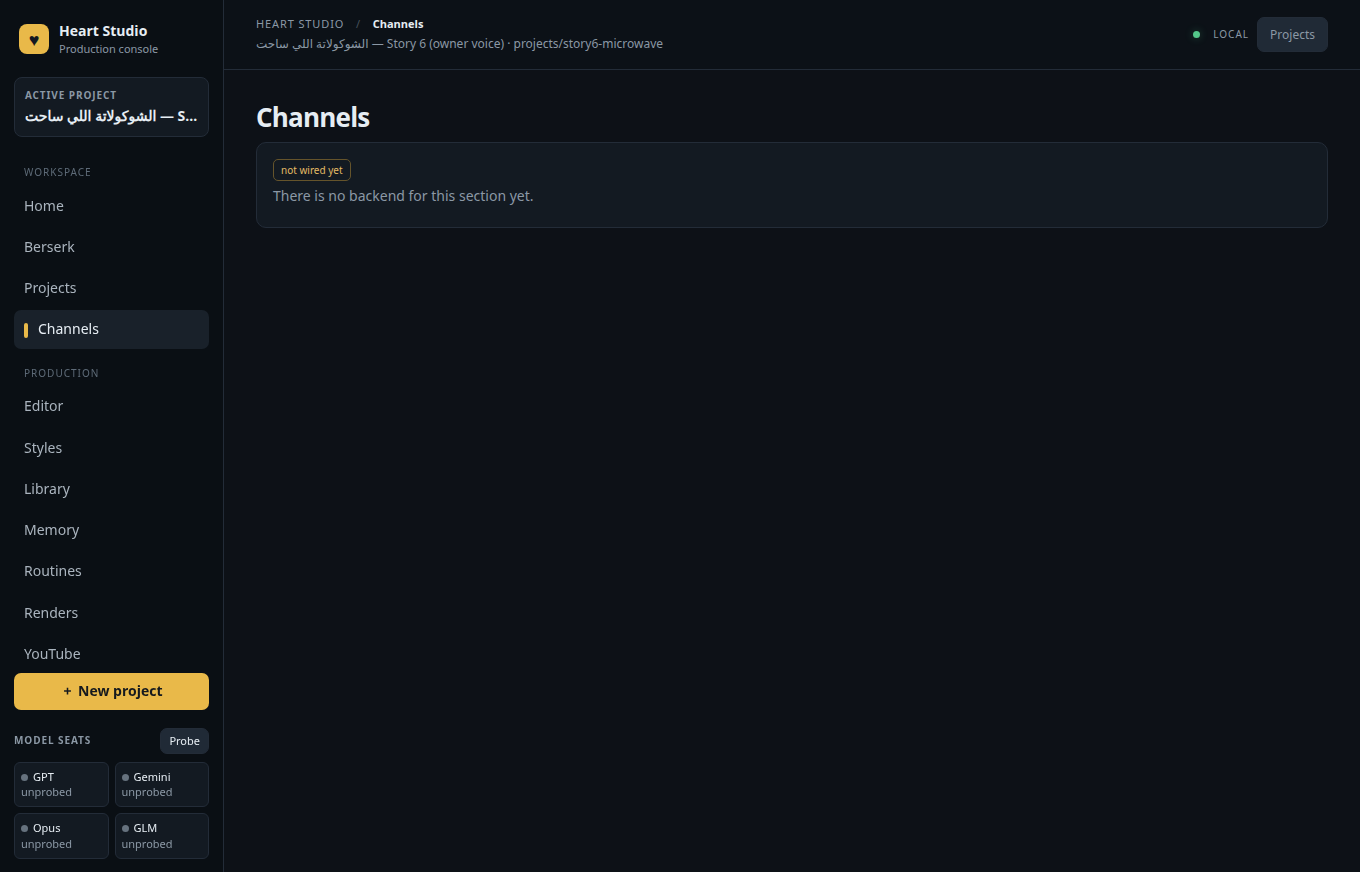 ♥ Heart Studio
Production console
ACTIVE PROJECT
الشوكولاتة اللي ساحت — S...
WORKSPACE
Home
Berserk
Projects
Channels
PRODUCTION
Editor
Styles
Library
Memory
Routines
Renders
YouTube
+ New project
MODEL SEATS
Probe
GPT
unprobed
Gemini
unprobed
Opus
unprobed
GLM
unprobed
HEART STUDIO / Channels
الشوكولاتة اللي ساحت — Story 6 (owner voice) · projects/story6-microwave
LOCAL
Projects
Channels
not wired yet
There is no backend for this section yet.